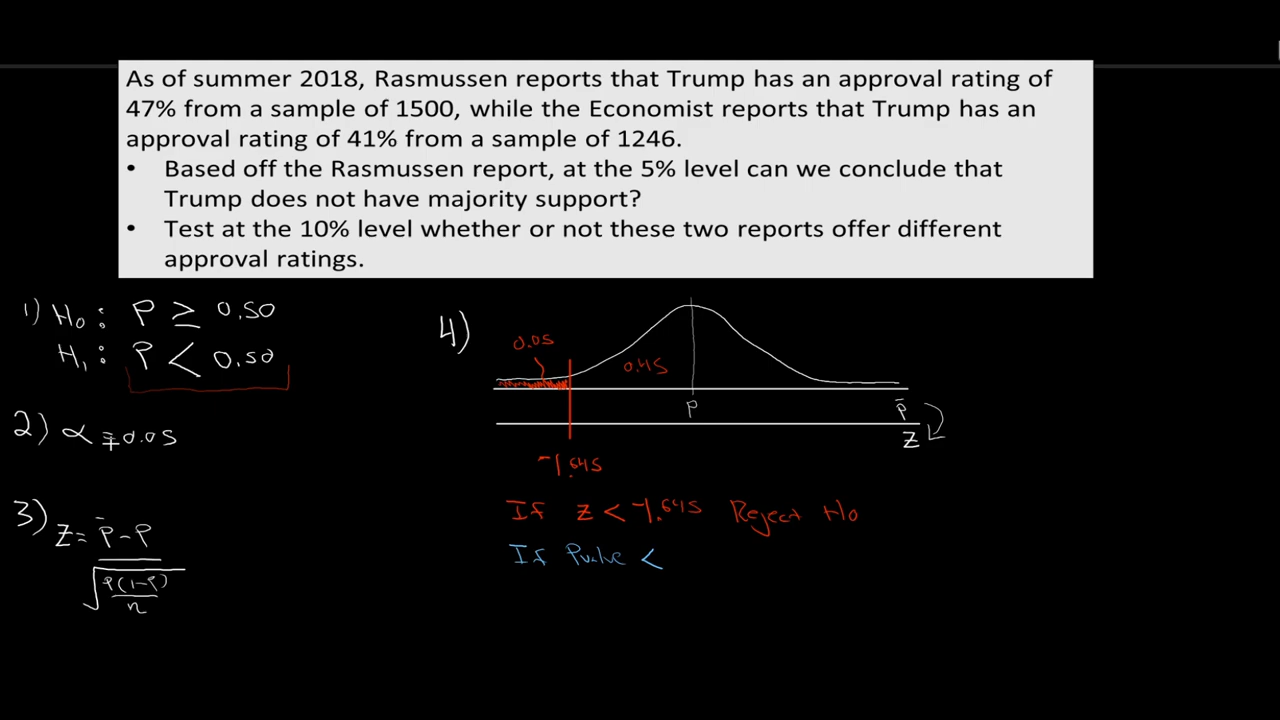 As of summer 2018, Rasmussen reports that Trump has an approval rating of
47% from a sample of 1500, while the Economist reports that Trump has an
approval rating of 41% from a sample of 1246.
• Based off the Rasmussen report, at the 5% level can we conclude that
Trump does not have majority support?
• Test at the 10% level whether or not these two reports offer different
approval ratings.
1) H0 : P ≥ 0.50
H1 : P < 0.50
2) α = 0.05
3) Z = p̄ - P
√ P(1-P)
n
4)
0.05
0.45
P
p̄
Z
-1.645
If Z < -1.645 Reject H0
If Pvalue <